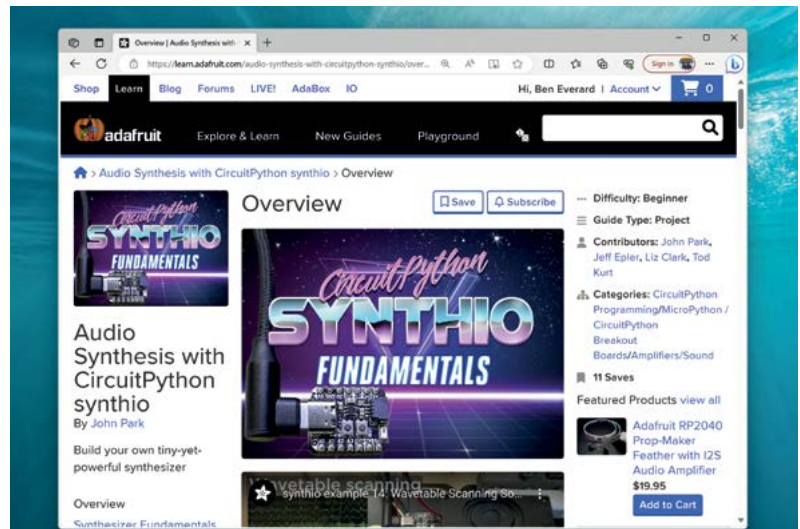 Overview | Audio Synthesis with
https://learn.adafruit.com/audio-synthesis-with-circuitpython-synthio/over...
Sign in
Shop Learn Blog Forums LIVE! AdaBox IO
Hi, Ben Everard | Account 0
adafruit Explore & Learn New Guides Playground
> Audio Synthesis with CircuitPython synthio > Overview
CircuitPython
SYNTHIO
FUNDAMENTALS
Audio
Synthesis with
CircuitPython
synthio
By John Park
Build your own tiny-yet-
powerful synthesizer
Overview
Synthesizer Fundamentals
Overview
Save Subscribe
CircuitPython
SYNTHIO
FUNDAMENTALS
Wavetable scanning
synthio example 14: Wavetable Scanning So...
Difficulty: Beginner
Guide Type: Project
Contributors: John Park,
Jeff Epler, Liz Clark, Tod
Kurt
Categories: CircuitPython
Programming/MicroPython /
CircuitPython
Breakout
Boards/Amplifiers/Sound
11 Saves
Featured Products view all
Adafruit RP2040
Prop-Maker
Feather with I2S
Audio Amplifier
$19.95
Add to Cart